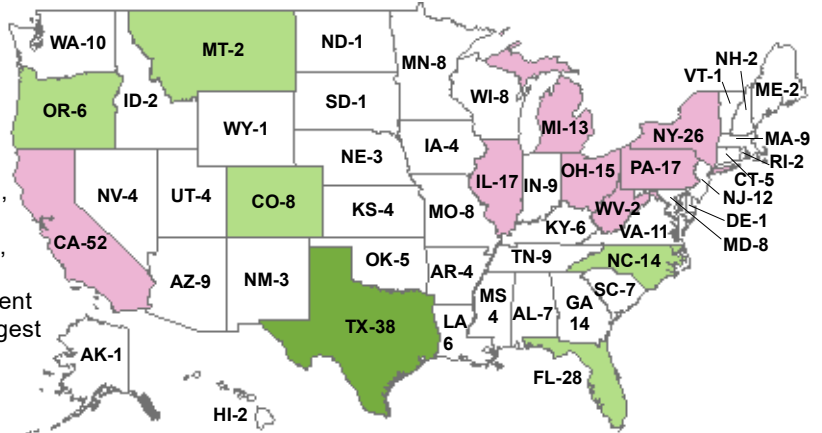 WA-10
MT-2
ND-1
MN-8
VT-1
NH-2
ME-2
OR-6
ID-2
SD-1
WI-8
WY-1
MI-13
NY-26
MA-9
RI-2
CT-5
NJ-12
DE-1
MD-8
NV-4
UT-4
CO-8
NE-3
IA-4
IL-17
IN-9
OH-15
PA-17
WV-2
VA-11
CA-52
KS-4
MO-8
KY-6
,
,
ent
gest
AZ-9
NM-3
OK-5
AR-4
TN-9
NC-14
SC-7
TX-38
LA
6
MS
4
AL-7
GA
14
AK-1
HI-2
FL-28